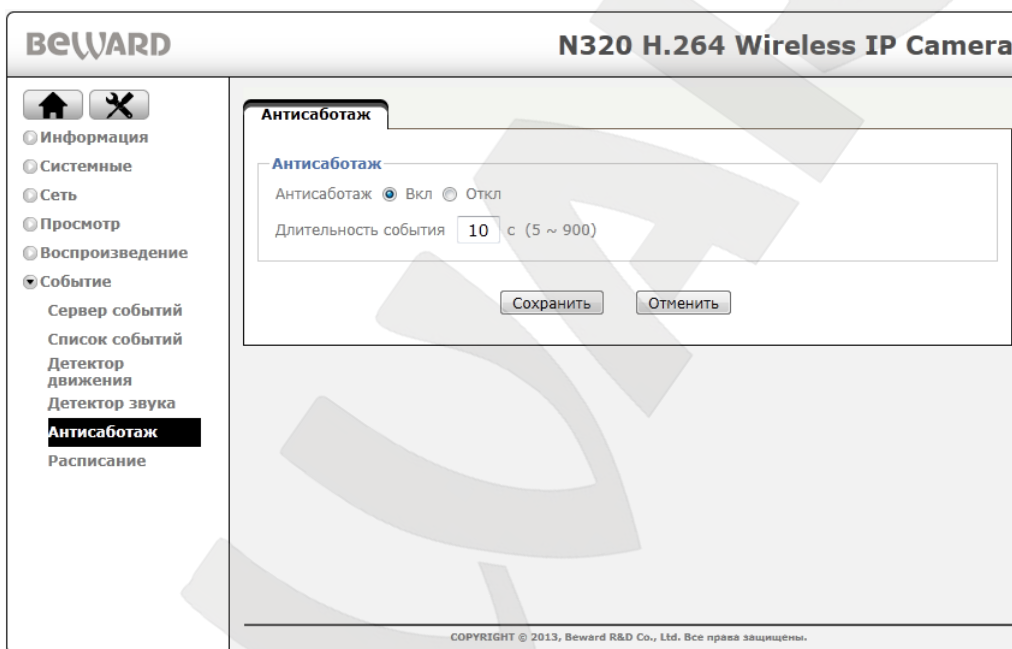 BEWARD
N320 H.264 Wireless IP Camera
Информация
Системные
Сеть
Просмотр
Воспроизведение
Событие
Сервер событий
Список событий
Детектор
движения
Детектор звука
Антисаботаж
Расписание
Антисаботаж
Антисаботаж
Антисаботаж Вкл Откл
Длительность события 10 с (5 ~ 900)
Сохранить Отменить
COPYRIGHT © 2013, Beward R&D Co., Ltd. Все права защищены.